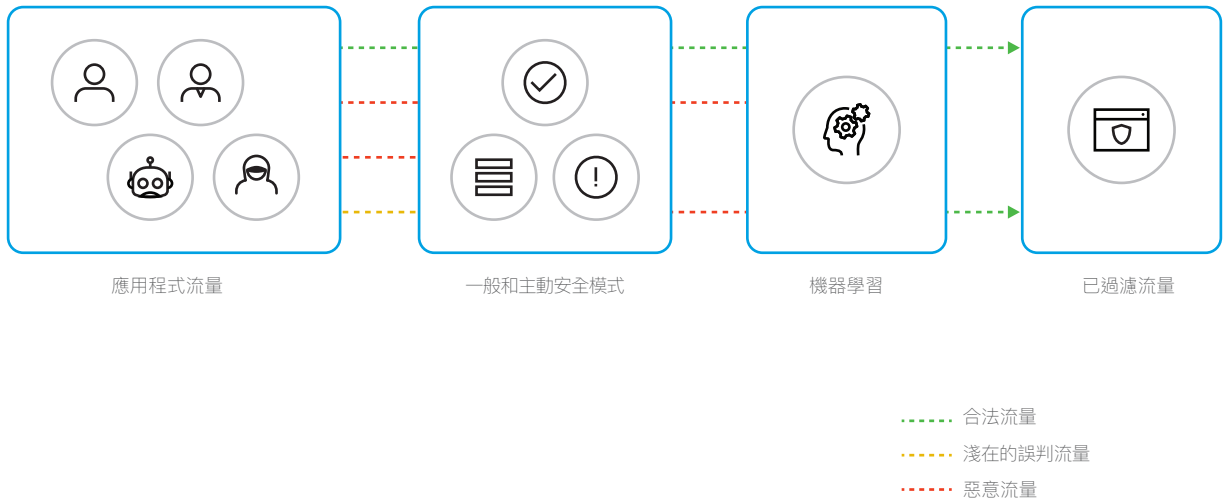 應用程式流量
一般和主動安全模式
機器學習
已過濾流量
合法流量
淺在的誤判流量
惡意流量